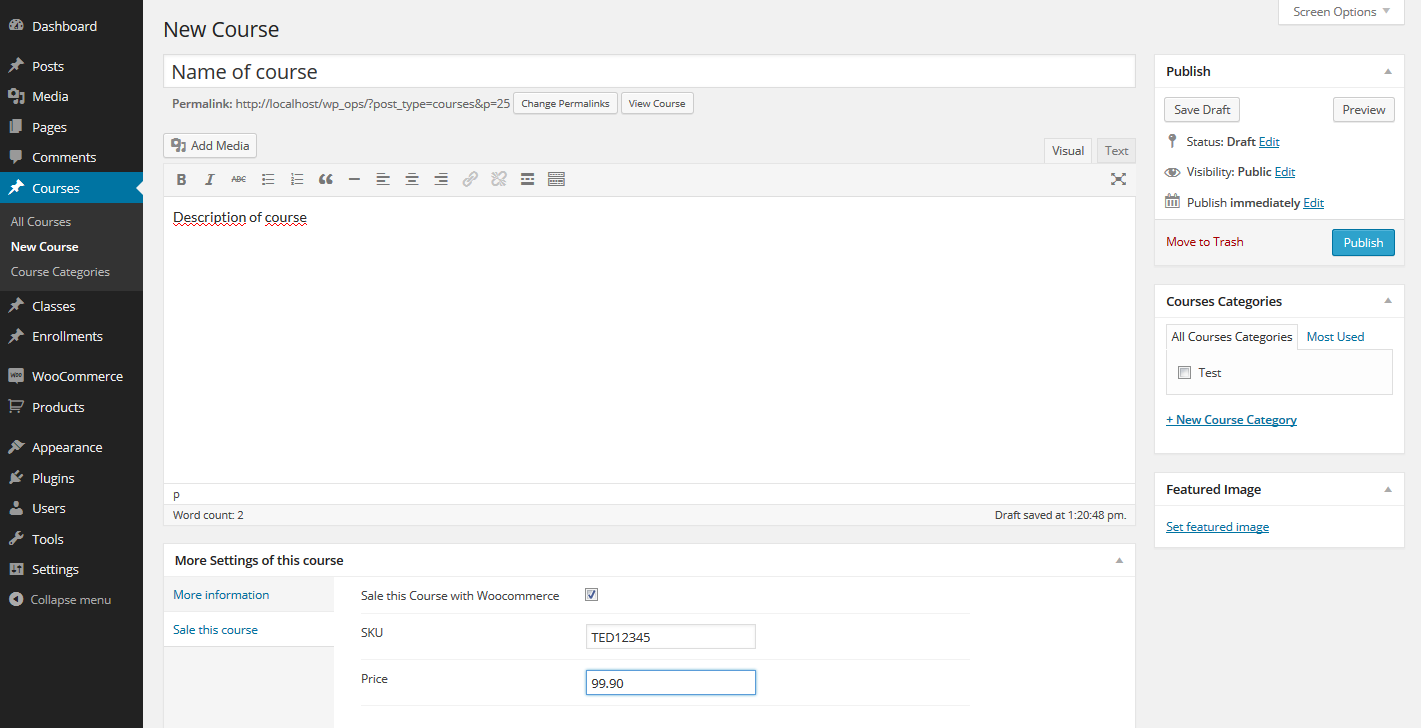 Dashboard
Posts
Media
Pages
Comments
Courses
All Courses
New Course
Course Categories
Classes
Enrollments
WooCommerce
Products
Appearance
Plugins
Users
Tools
Settings
Collapse menu
Screen Options
New Course
Name of course
Permalink: http://localhost/wp_ops/?post_type=courses&p=25 Change Permalinks View Course
Add Media
Visual Text
B I ABC
Description of course
p
Word count: 2 Draft saved at 1:20:48 pm.
More Settings of this course
More information
Sale this course
Sale this Course with Woocommerce
SKU TED12345
Price 99.90
Publish
Save Draft Preview
Status: Draft Edit
Visibility: Public Edit
Publish immediately Edit
Move to Trash Publish
Courses Categories
All Courses Categories Most Used
Test
+ New Course Category
Featured Image
Set featured image